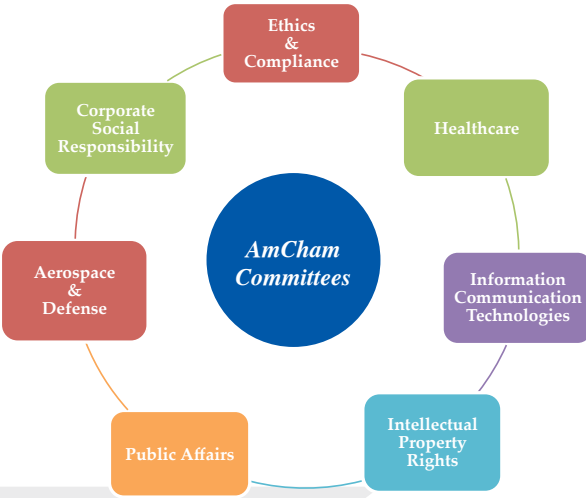 Ethics
&
Compliance
Healthcare
Information
Communication
Technologies
Intellectual
Property
Rights
Public Affairs
Aerospace
&
Defense
Corporate
Social
Responsibility
AmCham
Committees